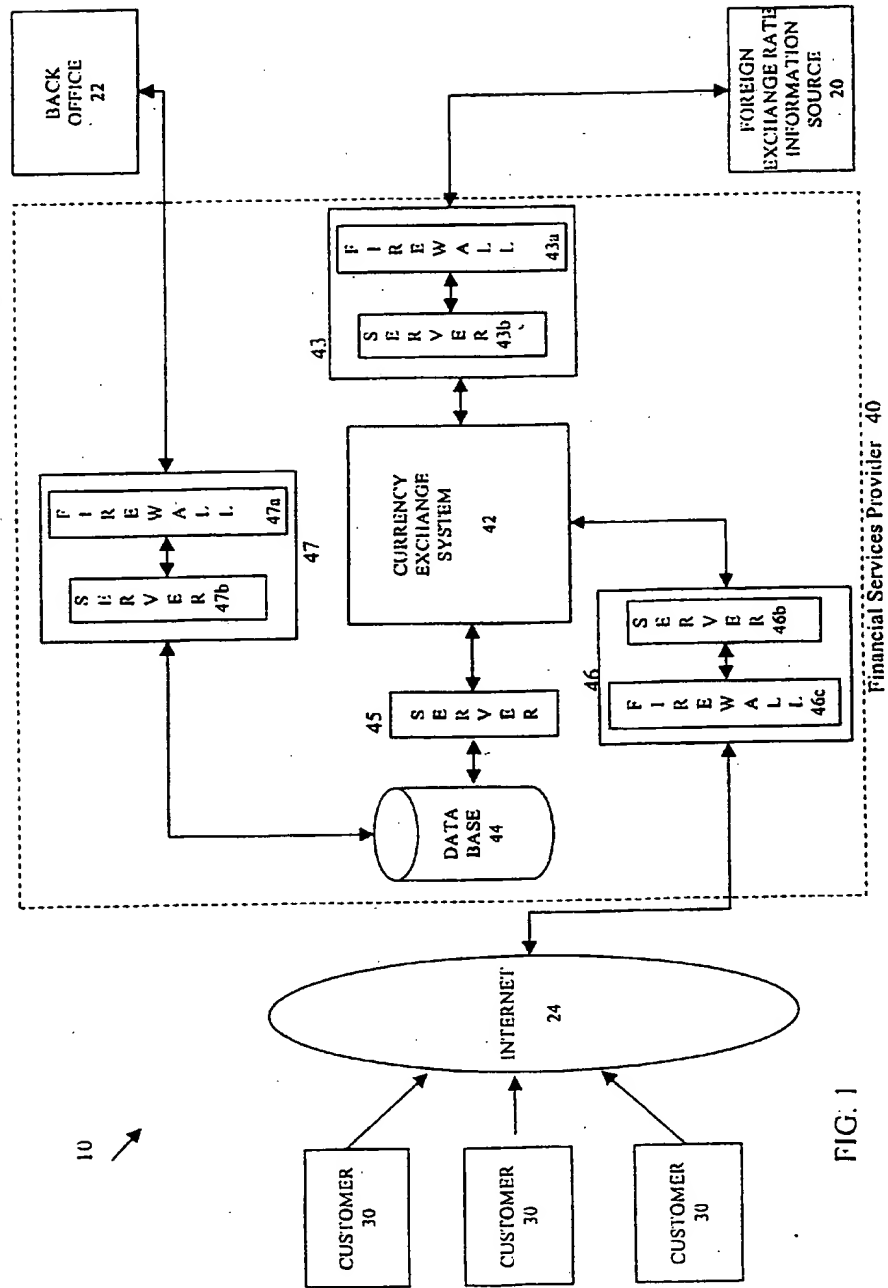 10
CUSTOMER
30
CUSTOMER
30
CUSTOMER
30
INTERNET
24
DATA
BASE
44
45
SERVER
CURRENCY
EXCHANGE
SYSTEM
42
47
SERVER
47b
FIREWALL
47a
43
SERVER
43b
FIREWALL
43a
46
FIREWALL
46c
SERVER
46b
BACK
OFFICE
22
FOREIGN
EXCHANGE RATE
INFORMATION
SOURCE
20
Financial Services Provider 40
FIG. 1